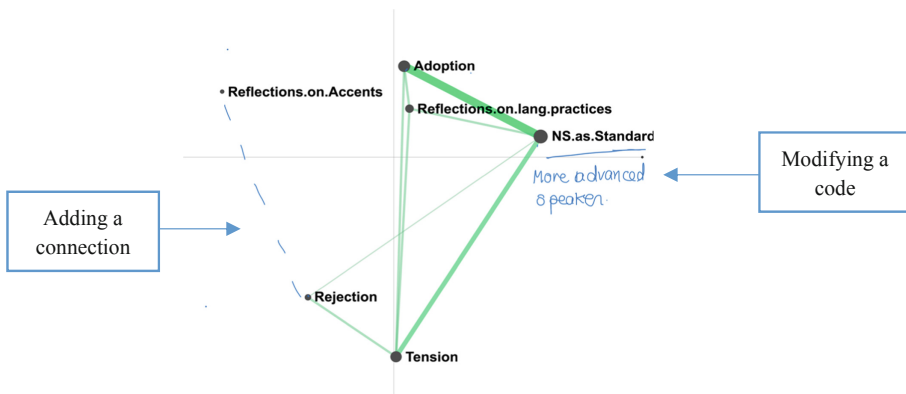 Adoption
Reflections.on.Accents
Reflections.on.lang.practices
NS.as.Standard
Modifying a
code
More advanced
speaker.
Adding a
connection
Rejection
Tension